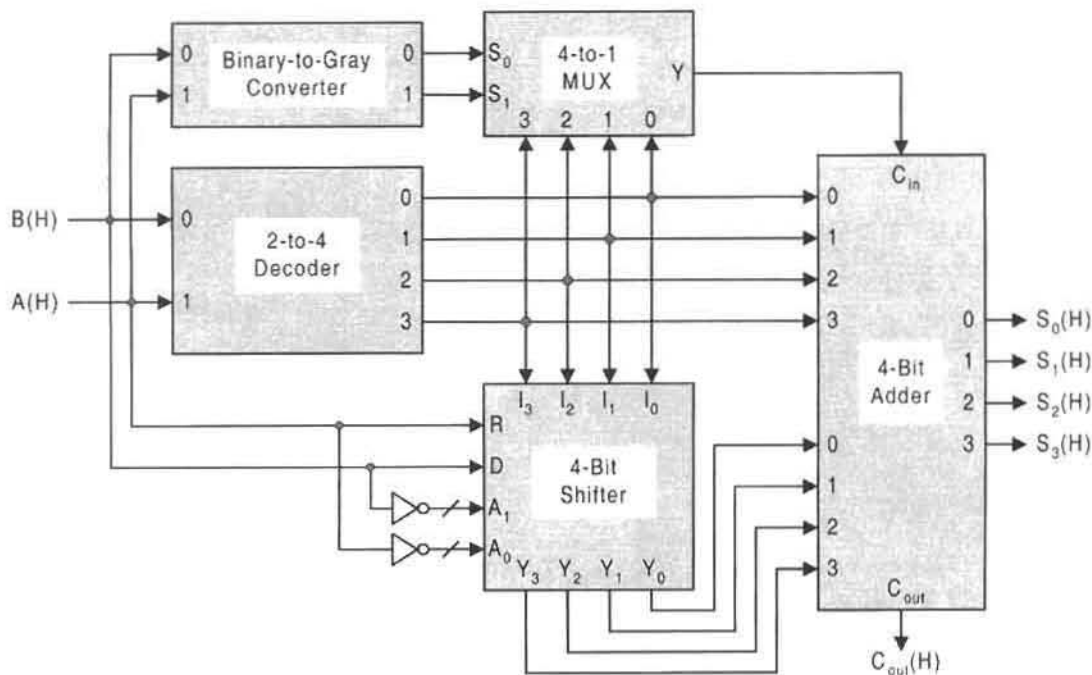 0
1
Binary-to-Gray
Converter
0
1
S0
S1
4-to-1
MUX
Y
3 2 1 0
B(H)
A(H)
0
1
2-to-4
Decoder
0
1
2
3
Cin
0
1
2
3
4-Bit
Adder
0
1
2
3
0
1
2
3
Cout
S0(H)
S1(H)
S2(H)
S3(H)
Cout(H)
I3 I2 I1 I0
R
D
A1
A0
4-Bit
Shifter
Y3 Y2 Y1 Y0